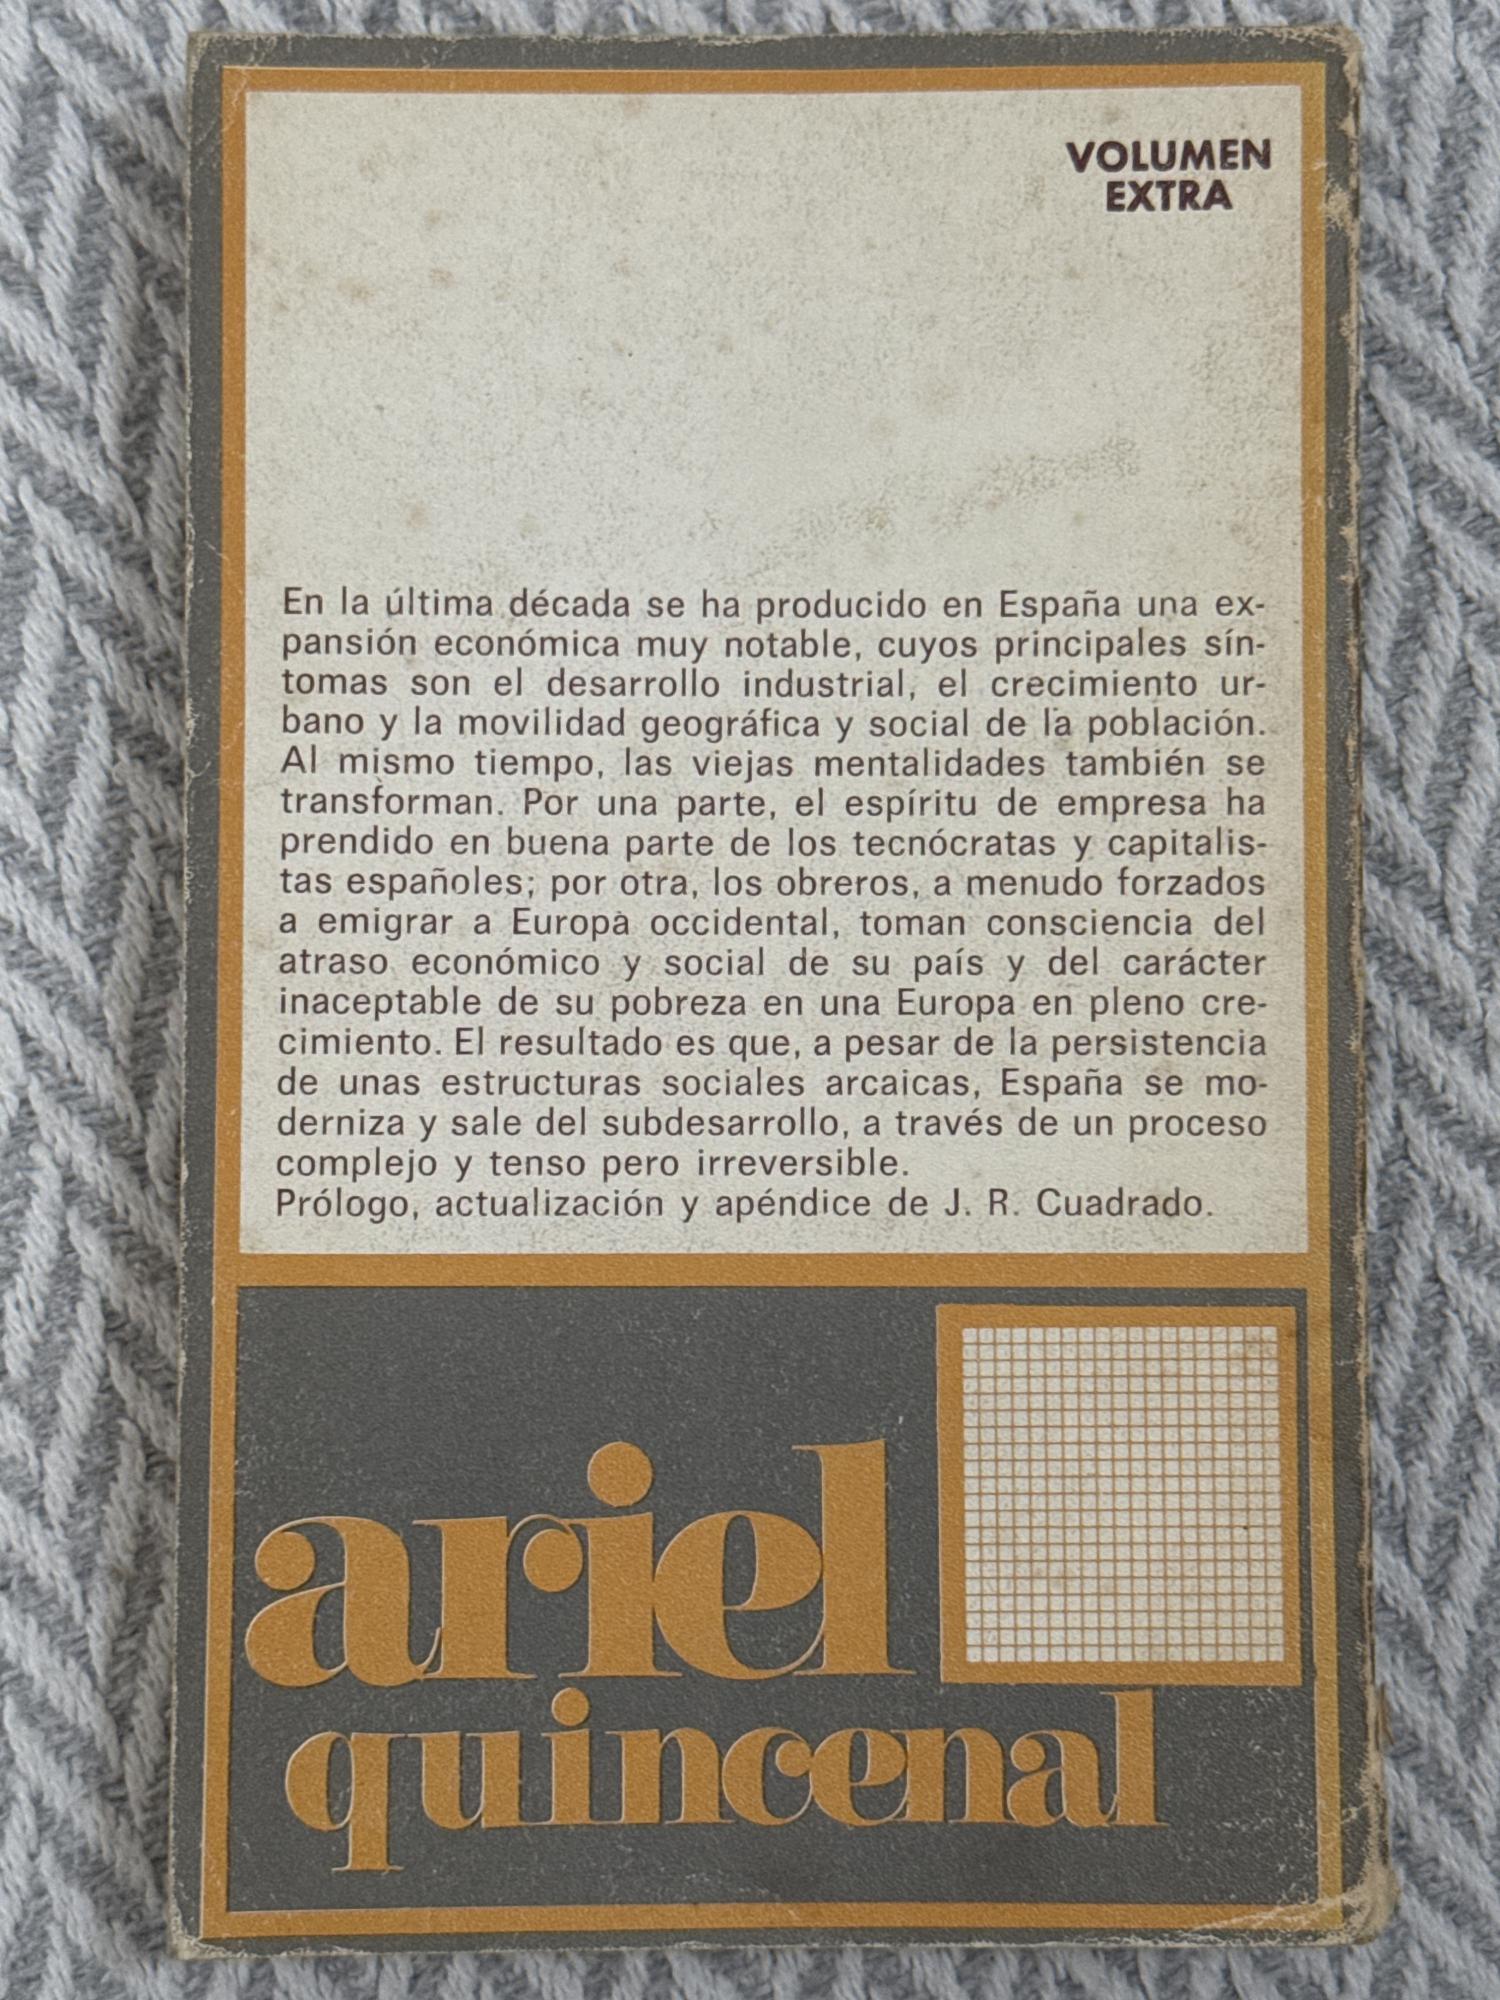 VOLUMEN
EXTRA
En la última década se ha producido en España una ex-
pansión económica muy notable, cuyos principales sín-
tomas son el desarrollo industrial, el crecimiento ur-
bano y la movilidad geográfica y social de la población.
Al mismo tiempo, las viejas mentalidades también se
transforman. Por una parte, el espíritu de empresa ha
prendido en buena parte de los tecnócratas y capitalis-
tas españoles; por otra, los obreros, a menudo forzados
a emigrar a Europa occidental, toman consciencia del
atraso económico y social de su país y del carácter
inaceptable de su pobreza en una Europa en pleno cre-
cimiento. El resultado es que, a pesar de la persistencia
de unas estructuras sociales arcaicas, España se mo-
derniza y sale del subdesarrollo, a través de un proceso
complejo y tenso pero irreversible.
Prólogo, actualización y apéndice de J. R. Cuadrado.
ariel
quincenal